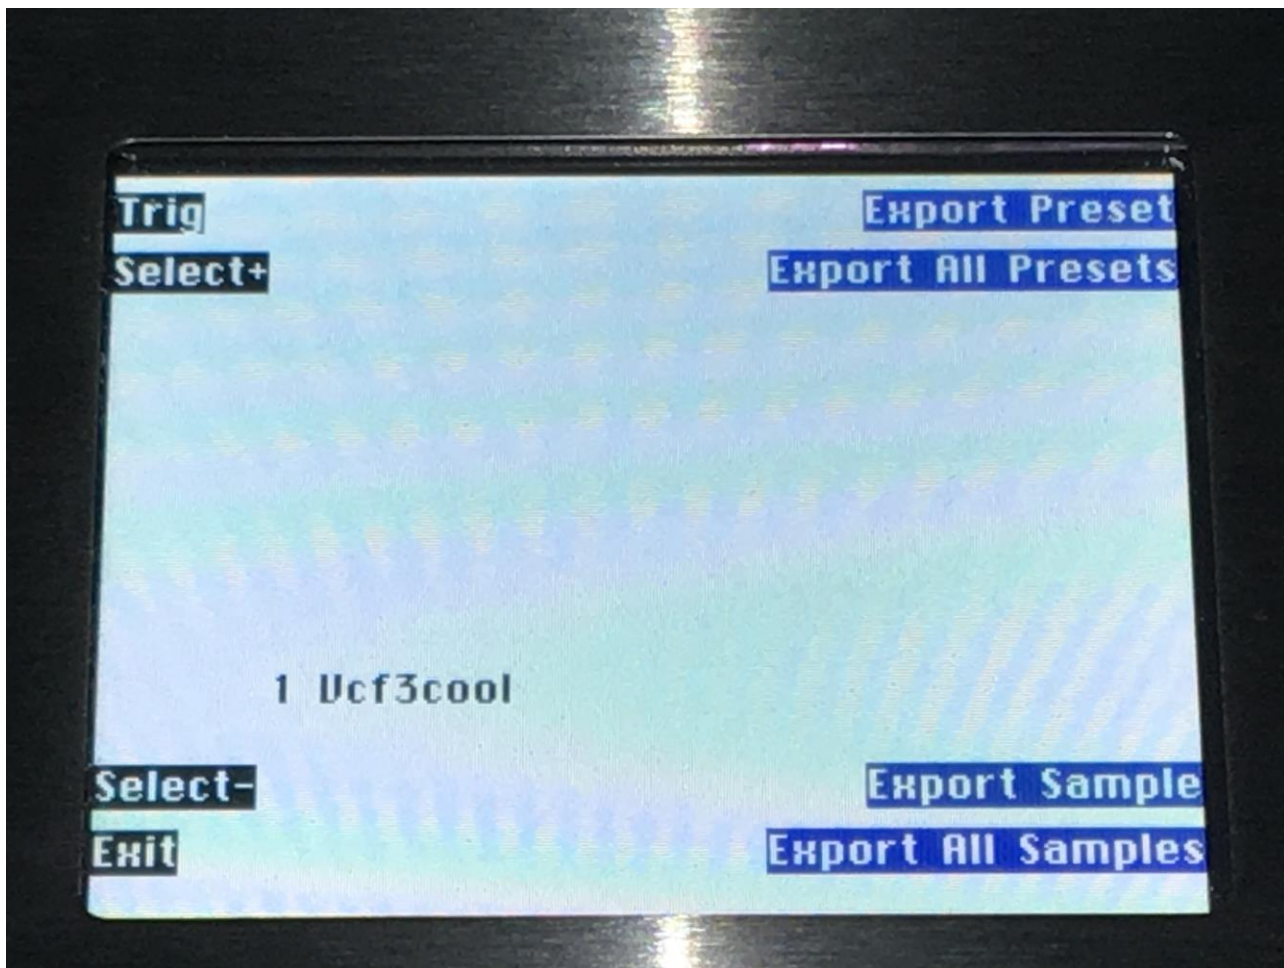 Trig Export Preset
Select+ Export All Presets
1 Vcf3cool
Select- Export Sample
Exit Export All Samples